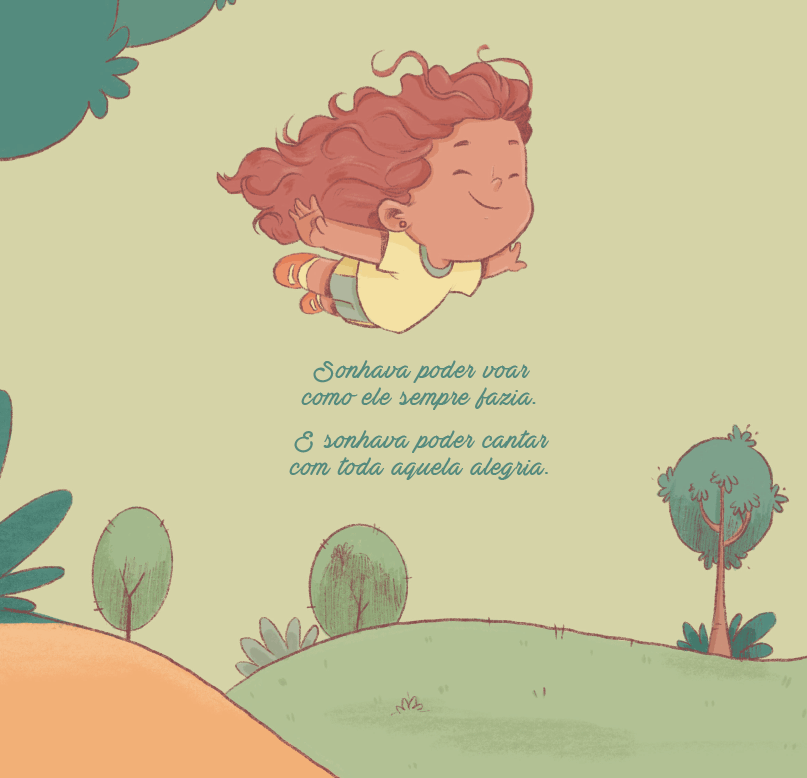 Sonhava poder voar
como ele sempre fazia.
E sonhava poder cantar
com toda aquela alegria.